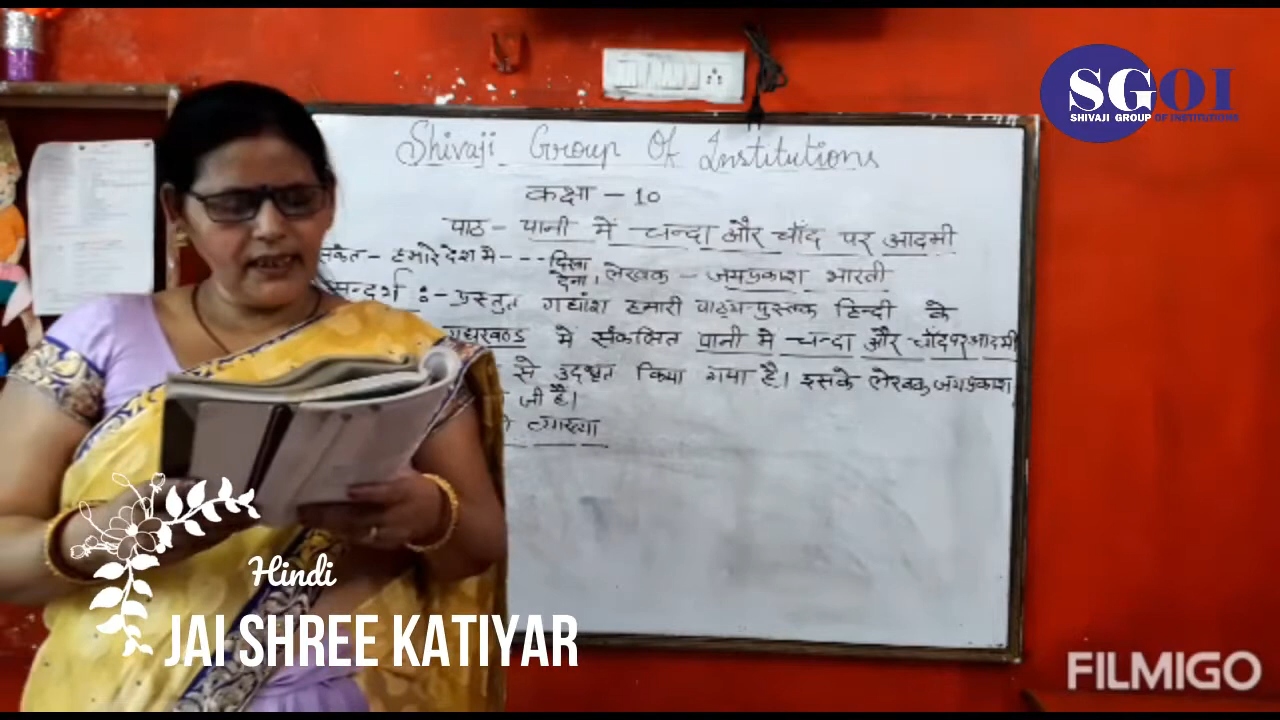 SGOI
SHIVAJI GROUP OF INSTITUTIONS
Shivaji Group Of Institutions
कक्षा - 10
पाठ - पानी में चन्दा और चाँद पर आदमी
संकेत - हमारे देश मे - - - दिखा
देना। लेखक - जयप्रकाश भारती
सन्दर्भ :- प्रस्तुत गद्यांश हमारी पाठ्य-पुस्तक हिन्दी के
गद्यखण्ड मे संकलित पानी मे चन्दा और चाँद पर आदमी
से उदधृत किया गया है। इसके लेखक जयप्रकाश
जी है।
व्याख्या
Hindi
JAI SHREE KATIYAR
FILMIGO